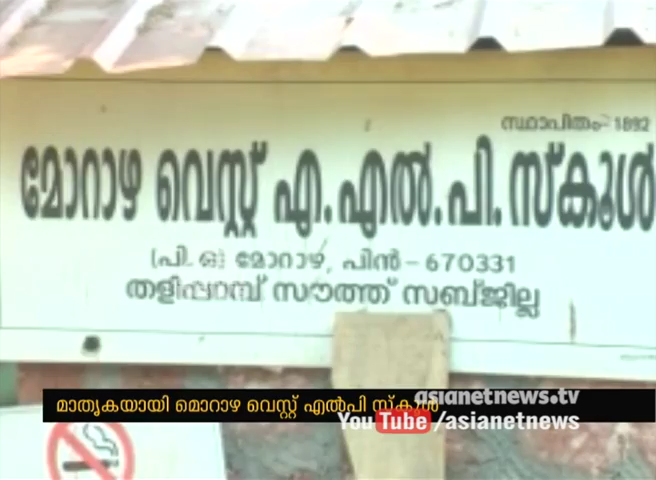 സ്ഥാപിതം-1892
മോറാഴ വെസ്റ്റ് എ.എൽ.പി.സ്കൂൾ
(പി.ഒ) മോറാഴ, പിൻ - 670331
തളിപ്പറമ്പ് സൗത്ത് സബ്ജില്ല
മാതൃകയായി മൊറാഴ വെസ്റ്റ് എൽപി സ്കൂൾ
asianetnews.tv
YouTube /asianetnews